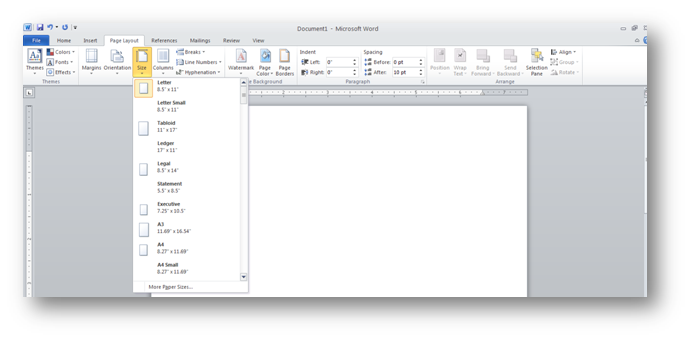 Document1 - Microsoft Word
File Home Insert Page Layout References Mailings Review View
Colors Breaks Indent Spacing Align
Fonts Line Numbers Left: 0" Before: 0 pt Group
Themes Effects Margins Orientation Size Columns Hyphenation Watermark Page Color Page Borders Right: 0" After: 10 pt Position Wrap Text Bring Forward Send Backward Selection Pane Rotate
Themes Background Paragraph Arrange
Letter
8.5" x 11"
Letter Small
8.5" x 11"
Tabloid
11" x 17"
Ledger
17" x 11"
Legal
8.5" x 14"
Statement
5.5" x 8.5"
Executive
7.25" x 10.5"
A3
11.69" x 16.54"
A4
8.27" x 11.69"
A4 Small
8.27" x 11.69"
More Paper Sizes...